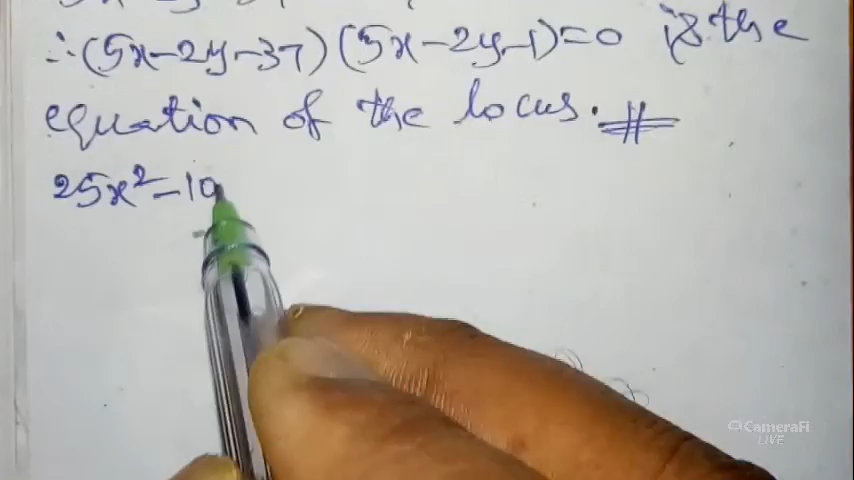 ∴(5x-2y-37)(5x-2y-1)=0 is the
equation of the locus.
25x²-10
CameraFi
LIVE